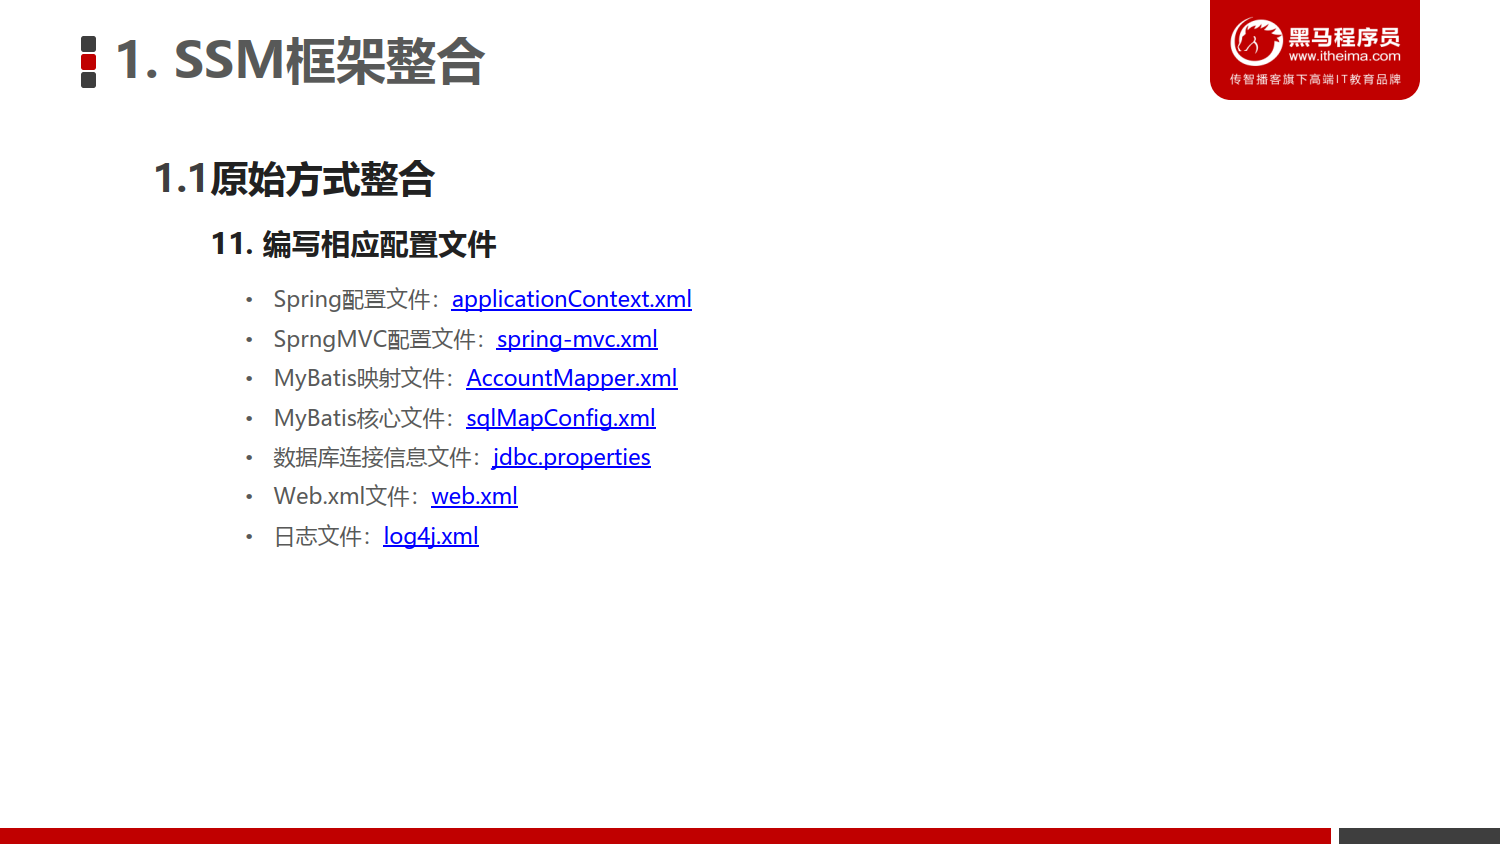 1. SSM框架整合
黑马程序员
www.itheima.com
传智播客旗下高端IT教育品牌
1.1原始方式整合
11. 编写相应配置文件
• Spring配置文件：applicationContext.xml
• SprngMVC配置文件：spring-mvc.xml
• MyBatis映射文件：AccountMapper.xml
• MyBatis核心文件：sqlMapConfig.xml
• 数据库连接信息文件：jdbc.properties
• Web.xml文件：web.xml
• 日志文件：log4j.xml